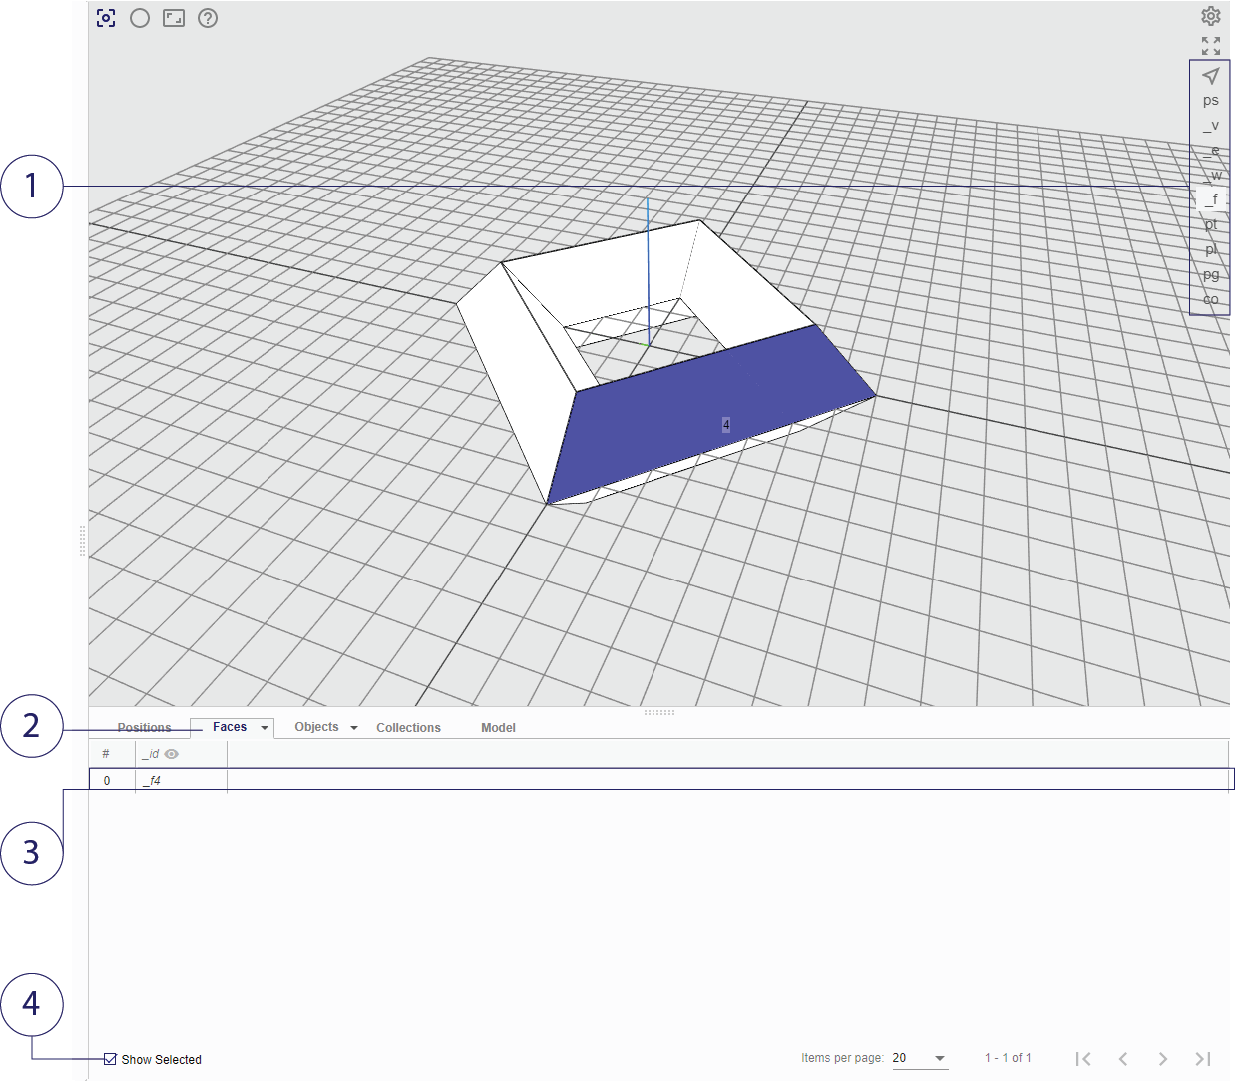 ps
_v
_e
_w
_f
pt
pl
pg
co
1
4
2
Positions Faces Objects Collections Model
# _id
0 _f4
3
4
Show Selected
Items per page: 20 1 - 1 of 1